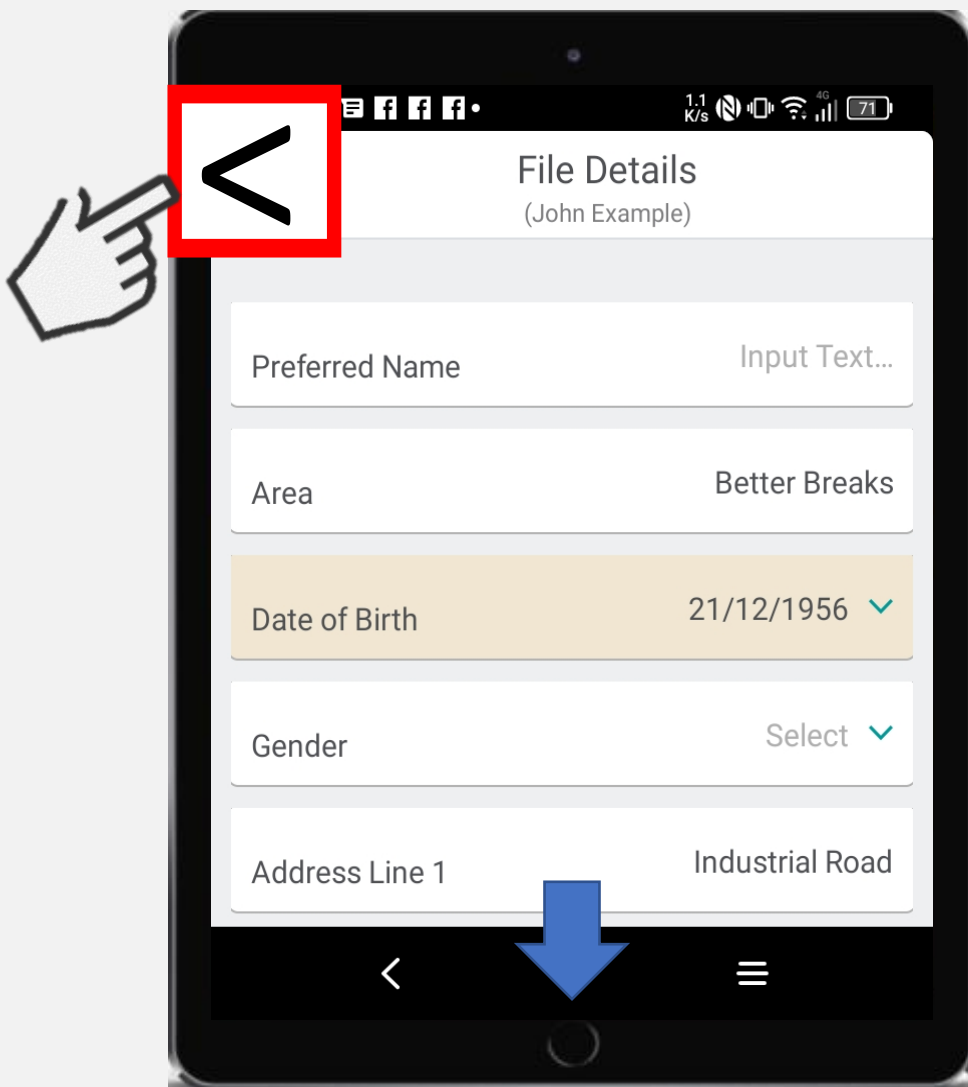 1.1
K/s
4G
71
<
File Details
(John Example)
Preferred Name
Input Text...
Area
Better Breaks
Date of Birth
21/12/1956
Gender
Select
Address Line 1
Industrial Road